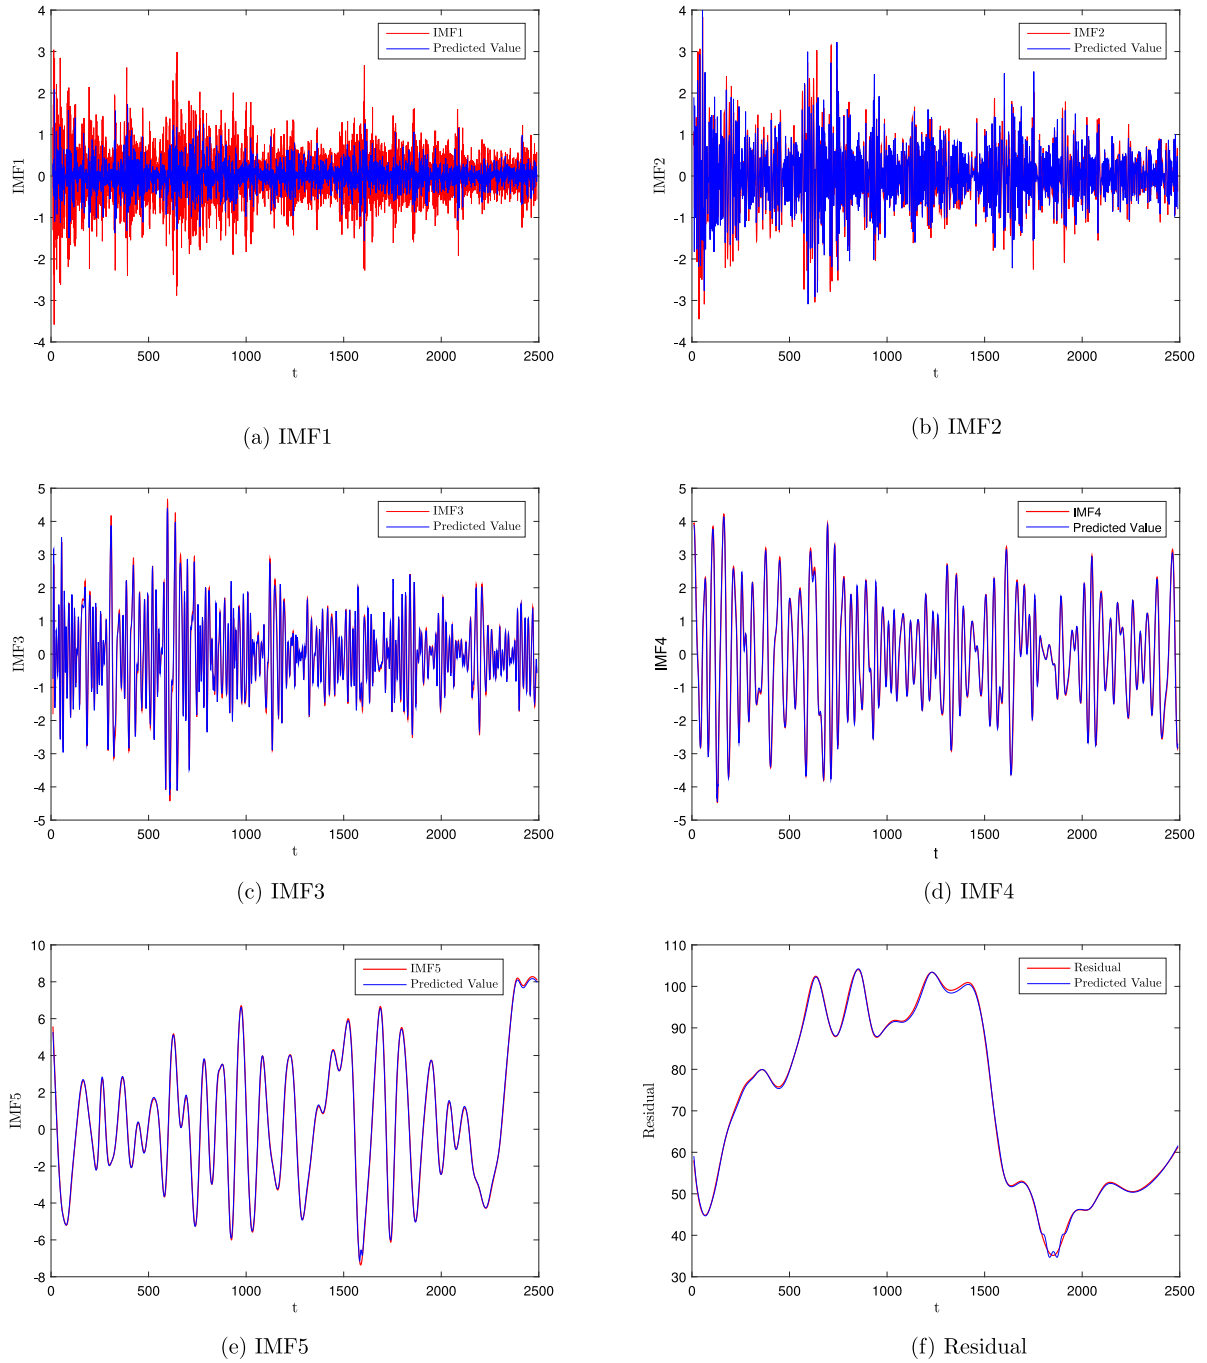 IMF1
Predicted Value
4
3
2
1
0
-1
-2
-3
-4
IMF1
0 500 1000 1500 2000 2500
t
(a) IMF1
IMF2
Predicted Value
4
3
2
1
0
-1
-2
-3
-4
IMF2
0 500 1000 1500 2000 2500
t
(b) IMF2
IMF3
Predicted Value
5
4
3
2
1
0
-1
-2
-3
-4
-5
IMF3
0 500 1000 1500 2000 2500
t
(c) IMF3
IMF4
Predicted Value
5
4
3
2
1
0
-1
-2
-3
-4
-5
IMF4
0 500 1000 1500 2000 2500
t
(d) IMF4
IMF5
Predicted Value
10
8
6
4
2
0
-2
-4
-6
-8
IMF5
0 500 1000 1500 2000 2500
t
(e) IMF5
Residual
Predicted Value
110
100
90
80
70
60
50
40
30
Residual
0 500 1000 1500 2000 2500
t
(f) Residual